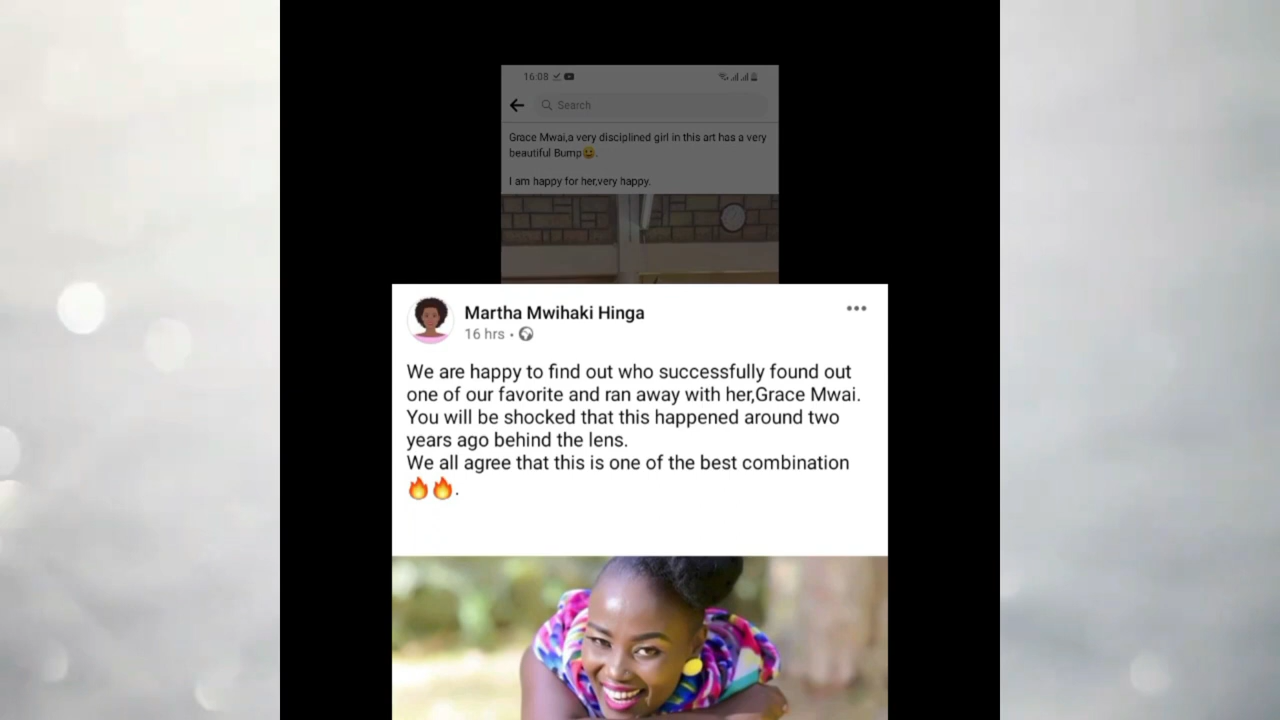 16:08
Search
Grace Mwai,a very disciplined girl in this art has a very
beautiful Bump😃.
I am happy for her,very happy.
Martha Mwihaki Hinga
16 hrs ·
We are happy to find out who successfully found out
one of our favorite and ran away with her,Grace Mwai.
You will be shocked that this happened around two
years ago behind the lens.
We all agree that this is one of the best combination
🔥🔥.